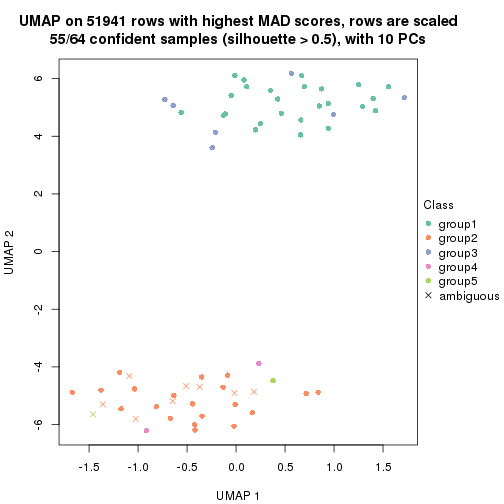 UMAP on 51941 rows with highest MAD scores, rows are scaled
55/64 confident samples (silhouette > 0.5), with 10 PCs
6
4
2
0
-2
-4
-6
UMAP 2
-1.5
-1.0
-0.5
0.0
0.5
1.0
1.5
UMAP 1
Class
group1
group2
group3
group4
group5
ambiguous